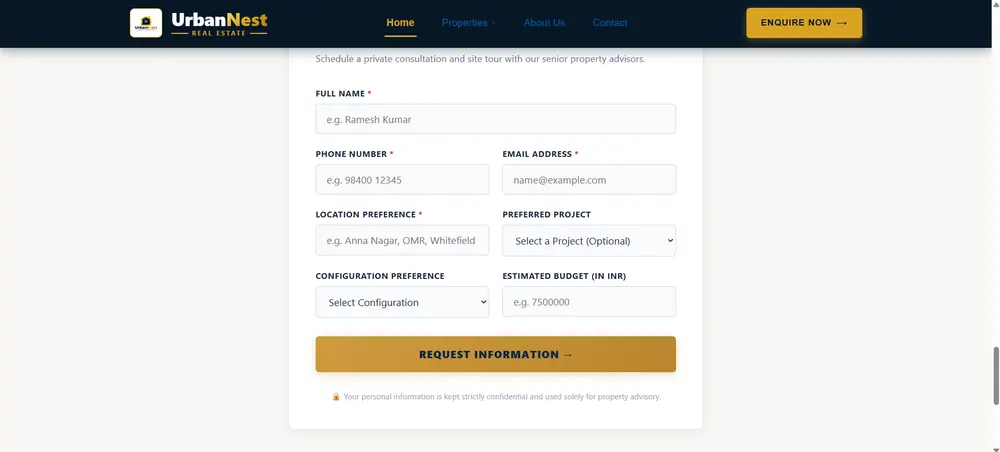 UrbanNest
REAL ESTATE
Home
Properties
About Us
Contact
ENQUIRE NOW →
Schedule a private consultation and site tour with our senior property advisors.
FULL NAME *
e.g. Ramesh Kumar
PHONE NUMBER *
EMAIL ADDRESS *
e.g. 98400 12345
name@example.com
LOCATION PREFERENCE *
PREFERRED PROJECT
e.g. Anna Nagar, OMR, Whitefield
Select a Project (Optional)
CONFIGURATION PREFERENCE
ESTIMATED BUDGET (IN INR)
Select Configuration
e.g. 7500000
REQUEST INFORMATION →
Your personal information is kept strictly confidential and used solely for property advisory.